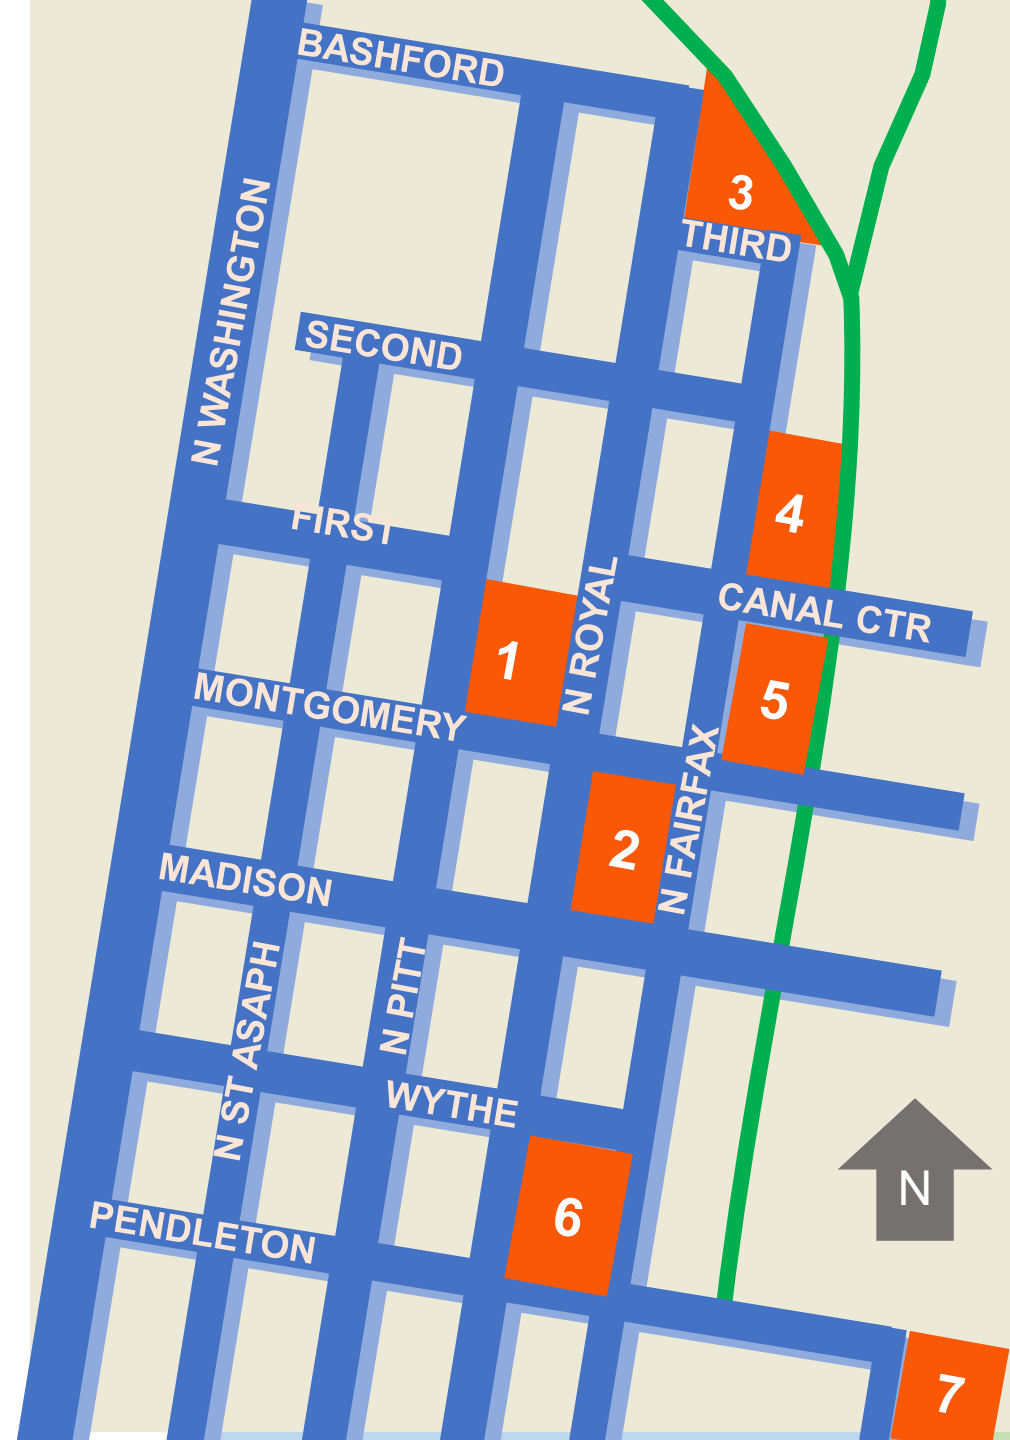 BASHFORD
N WASHINGTON
3
THIRD
SECOND
4
FIRST
CANAL CTR
N ROYAL
1
5
MONTGOMERY
N FAIRFAX
2
MADISON
N ST ASAPH
N PITT
WYTHE
N
PENDLETON
6
7